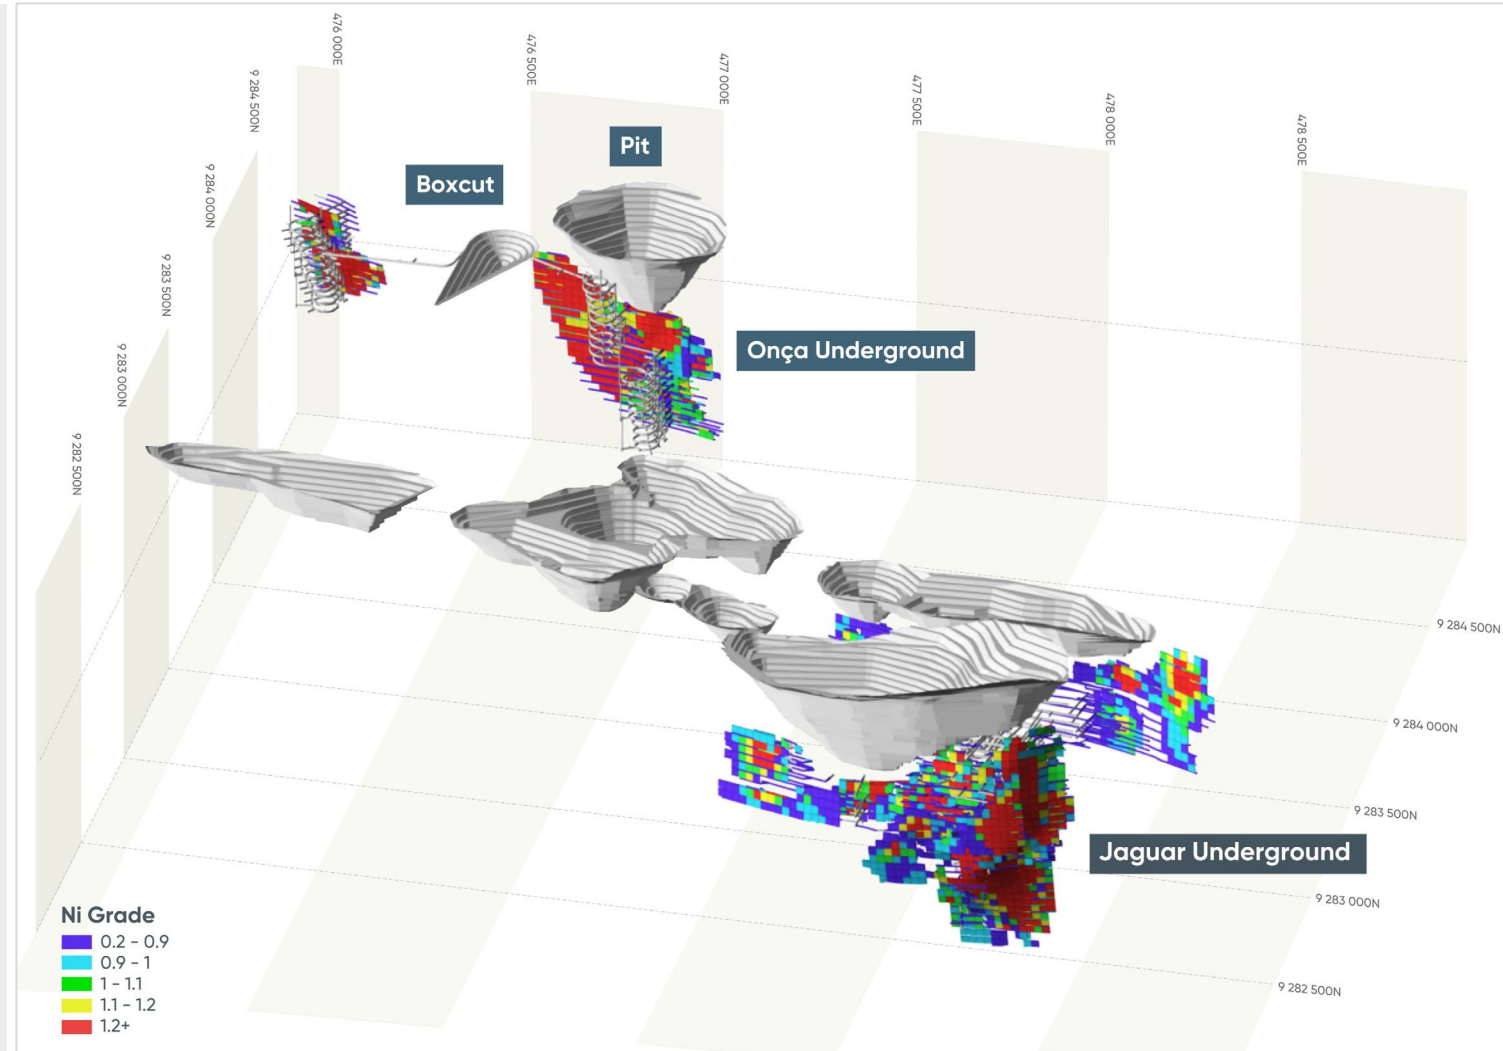 476 000E
476 500E
477 000E
477 500E
478 000E
478 500E
9 284 500N
9 284 000N
9 283 500N
9 283 000N
9 282 500N
Pit
Boxcut
Onça Underground
9 284 500N
9 284 000N
9 283 500N
Jaguar Underground
9 283 000N
9 282 500N
Ni Grade
0.2 - 0.9
0.9 - 1
1 - 1.1
1.1 - 1.2
1.2+